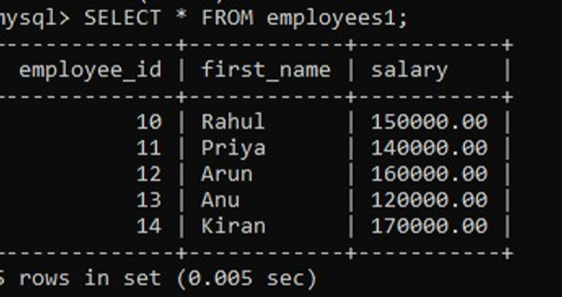 mysql> SELECT * FROM employees1;
employee_id | first_name | salary |
10 | Rahul | 150000.00 |
11 | Priya | 140000.00 |
12 | Arun | 160000.00 |
13 | Anu | 120000.00 |
14 | Kiran | 170000.00 |
5 rows in set (0.005 sec)